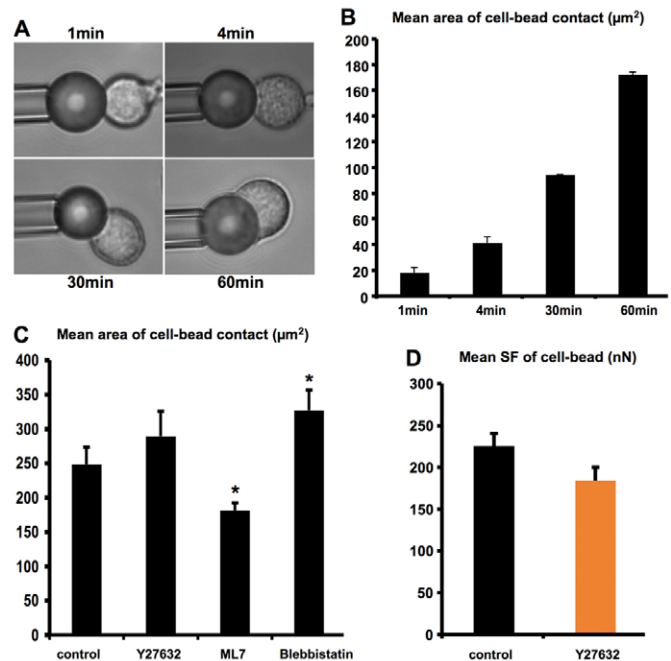 A
1min
4min
30min
60min
B
Mean area of cell-bead contact (µm²)
200
180
160
140
120
100
80
60
40
20
0
1min
4min
30min
60min
C
Mean area of cell-bead contact (µm²)
400
350
300
250
200
150
100
50
0
*
*
control
Y27632
ML7
Blebbistatin
D
Mean SF of cell-bead (nN)
300
250
200
150
100
50
0
control
Y27632